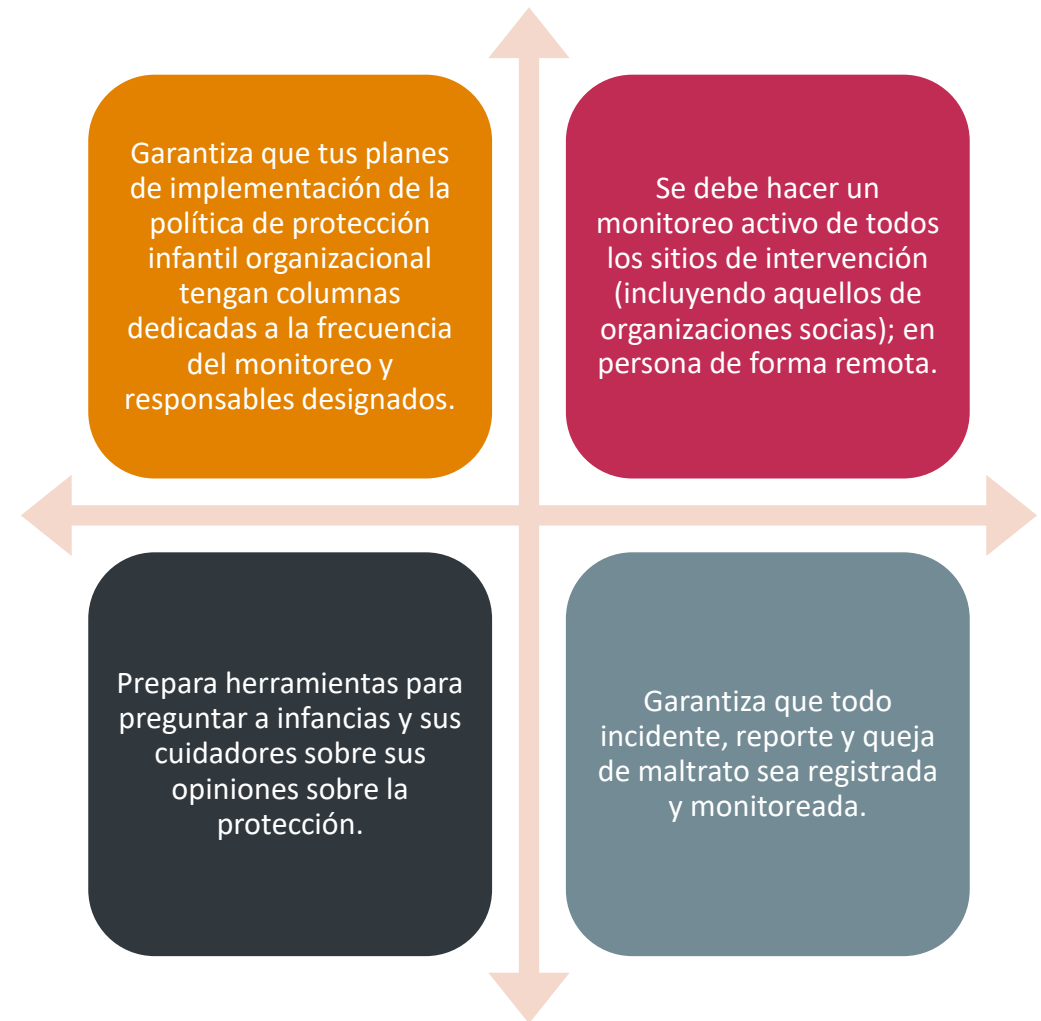 Garantiza que tus planes
de implementación de la
política de protección
infantil organizacional
tengan columnas
dedicadas a la frecuencia
del monitoreo y
responsables designados.
Se debe hacer un
monitoreo activo de todos
los sitios de intervención
(incluyendo aquellos de
organizaciones socias); en
persona de forma remota.
Prepara herramientas para
preguntar a infancias y sus
cuidadores sobre sus
opiniones sobre la
protección.
Garantiza que todo
incidente, reporte y queja
de maltrato sea registrada
y monitoreada.